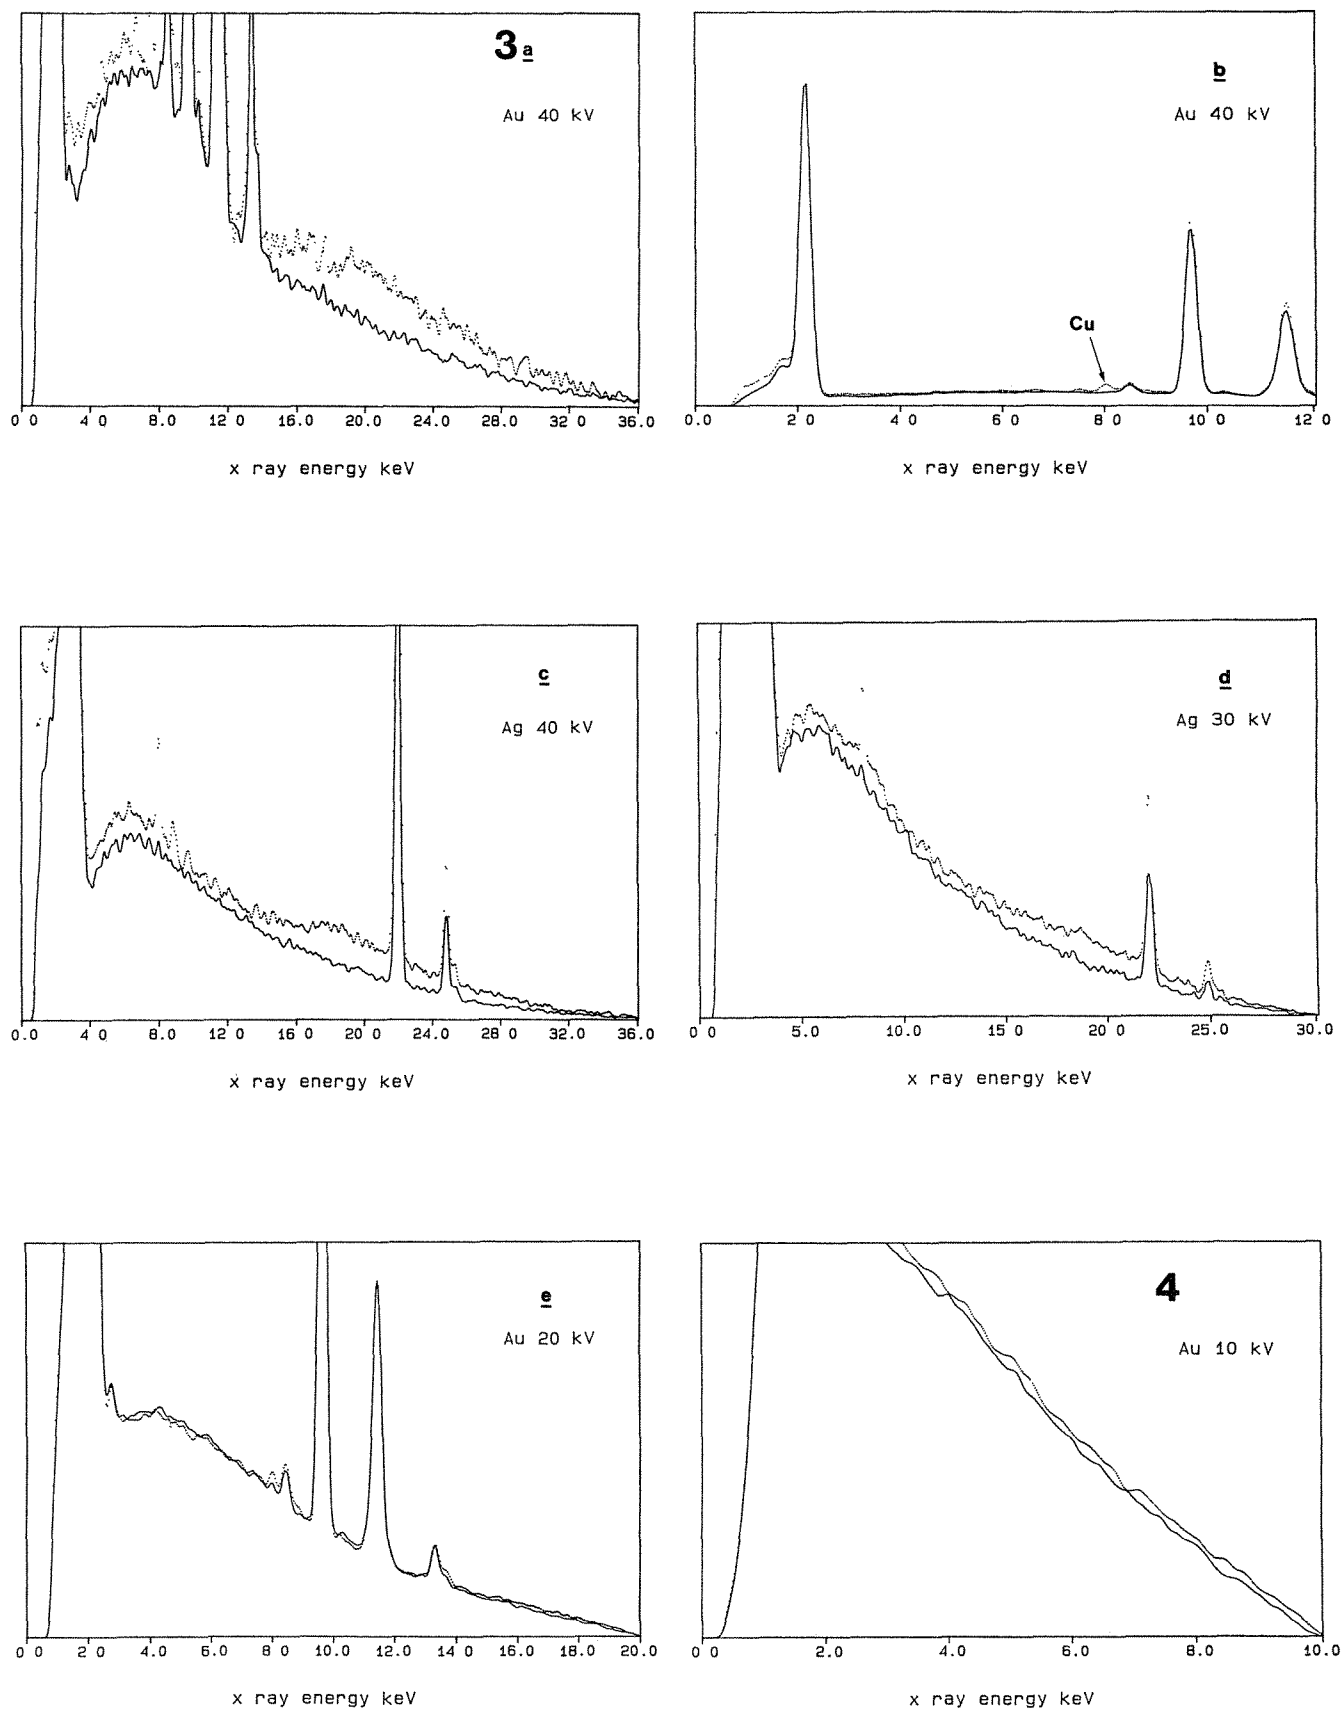 3 a
Au 40 kV
0 0 4 0 8.0 12 0 16.0 20.0 24.0 28.0 32 0 36.0
x ray energy keV
b
Au 40 kV
Cu
0.0 2 0 4 0 6 0 8 0 10 0 12 0
x ray energy keV
c
Ag 40 kV
0.0 4 0 8 0 12 0 16.0 20 0 24.0 28.0 32.0 36.0
x ray energy keV
d
Ag 30 kV
0 0 5.0 10.0 15 0 20 0 25.0 30.0
x ray energy keV
e
Au 20 kV
0 0 2 0 4.0 6.0 8.0 10.0 12.0 14 0 16.0 18.0 20.0
x ray energy keV
4
Au 10 kV
0 0 2.0 4.0 6.0 8.0 10.0
x ray energy keV